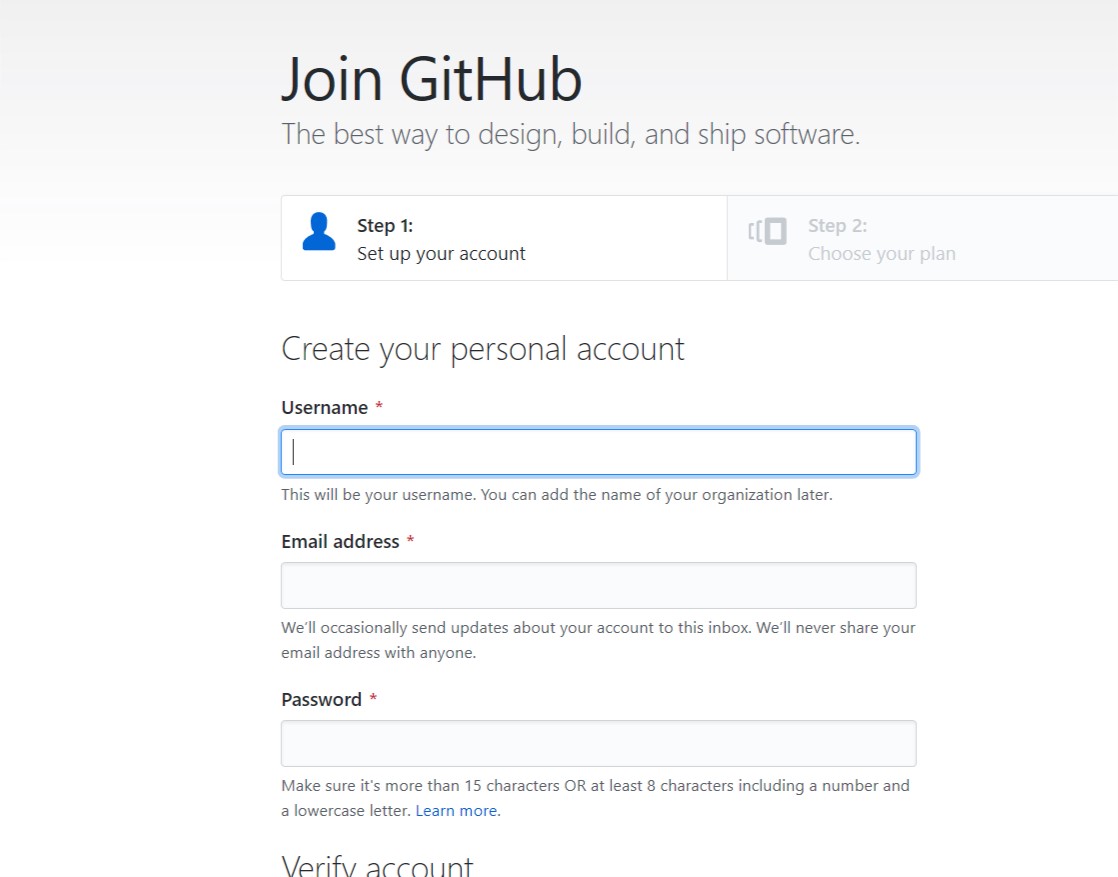 Join GitHub
The best way to design, build, and ship software.
Step 1:
Set up your account
Step 2:
Choose your plan
Create your personal account
Username *
This will be your username. You can add the name of your organization later.
Email address *
We’ll occasionally send updates about your account to this inbox. We’ll never share your
email address with anyone.
Password *
Make sure it's more than 15 characters OR at least 8 characters including a number and
a lowercase letter. Learn more.
Verify account